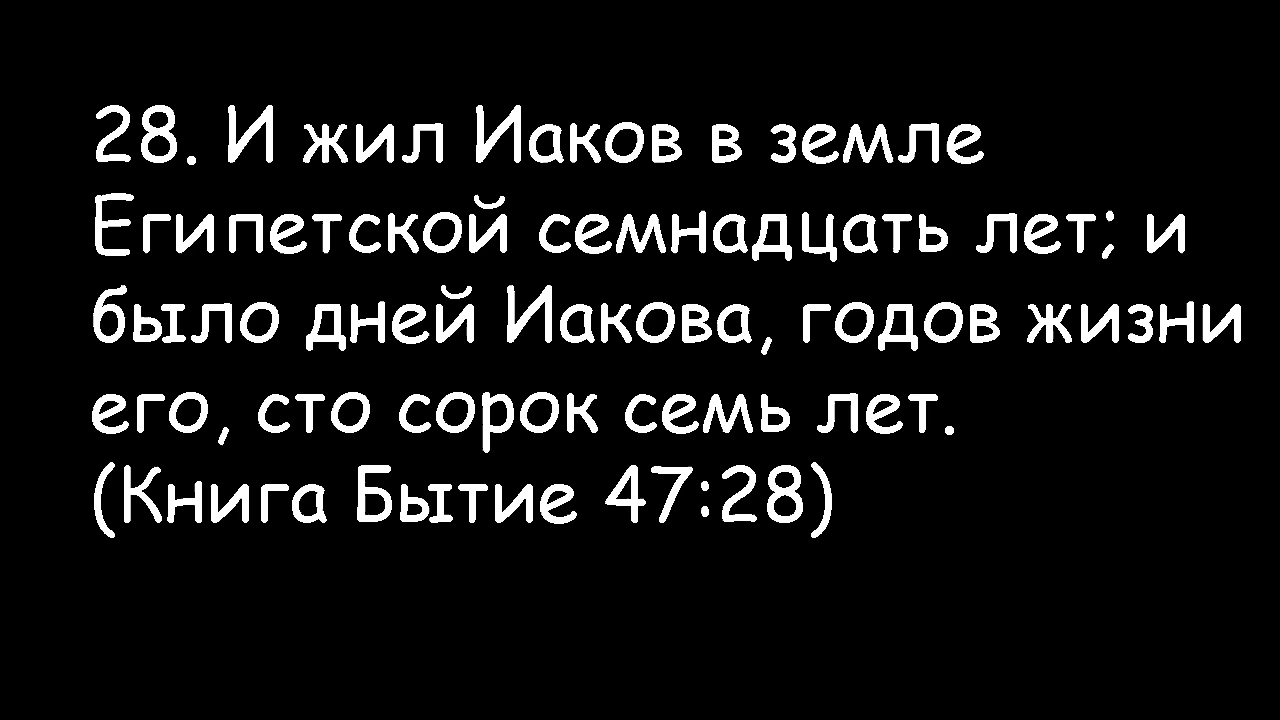 28. И жил Иаков в земле
Египетской семнадцать лет; и
было дней Иакова, годов жизни
его, сто сорок семь лет.
(Книга Бытие 47:28)